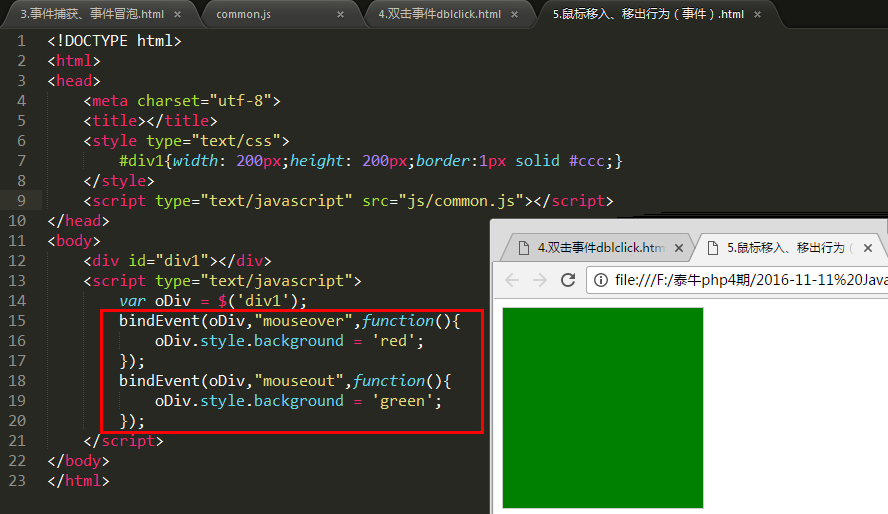 3.事件捕获、事件冒泡.html × common.js × 4.双击事件dblclick.html × 5.鼠标移入、移出行为（事件）.html ×
1 <!DOCTYPE html>
2 <html>
3 <head>
4 <meta charset="utf-8">
5 <title></title>
6 <style type="text/css">
7 #div1{width: 200px;height: 200px;border:1px solid #ccc;}
8 </style>
9 <script type="text/javascript" src="js/common.js"></script>
10 </head>
11 <body>
12 <div id="div1"></div>
13 <script type="text/javascript">
14 var oDiv = $('div1');
15 bindEvent(oDiv,"mouseover",function(){
16 oDiv.style.background = 'red';
17 });
18 bindEvent(oDiv,"mouseout",function(){
19 oDiv.style.background = 'green';
20 });
21 </script>
22 </body>
23 </html>
4.双击事件dblclick.htm × 5.鼠标移入、移出行为（ ×
file:///F:/泰牛php4期/2016-11-11%20Java